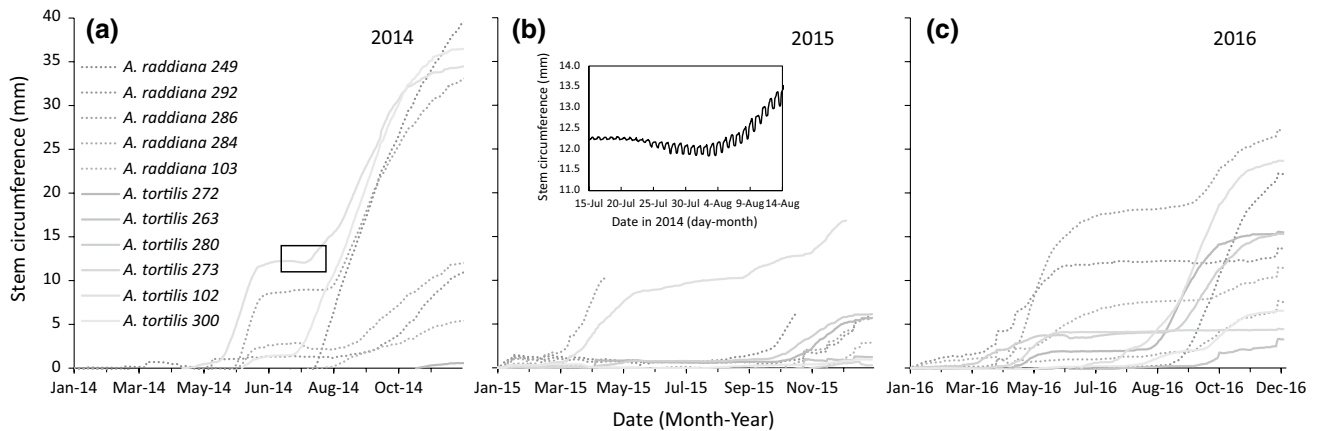 (a)
2014
40
35
30
25
20
15
10
5
0
Stem circumference (mm)
A. raddiana 249
A. raddiana 292
A. raddiana 286
A. raddiana 284
A. raddiana 103
A. tortilis 272
A. tortilis 263
A. tortilis 280
A. tortilis 273
A. tortilis 102
A. tortilis 300
Jan-14 Mar-14 May-14 Jun-14 Aug-14 Oct-14
(b)
2015
14.0
13.5
13.0
12.5
12.0
11.5
11.0
Stem circumference (mm)
15-Jul 20-Jul 25-Jul 30-Jul 4-Aug 9-Aug 14-Aug
Date in 2014 (day-month)
Jan-15 Mar-15 May-15 Jul-15 Sep-15 Nov-15
(c)
2016
Jan-16 Mar-16 May-16 Jul-16 Aug-16 Oct-16 Dec-16
Date (Month-Year)